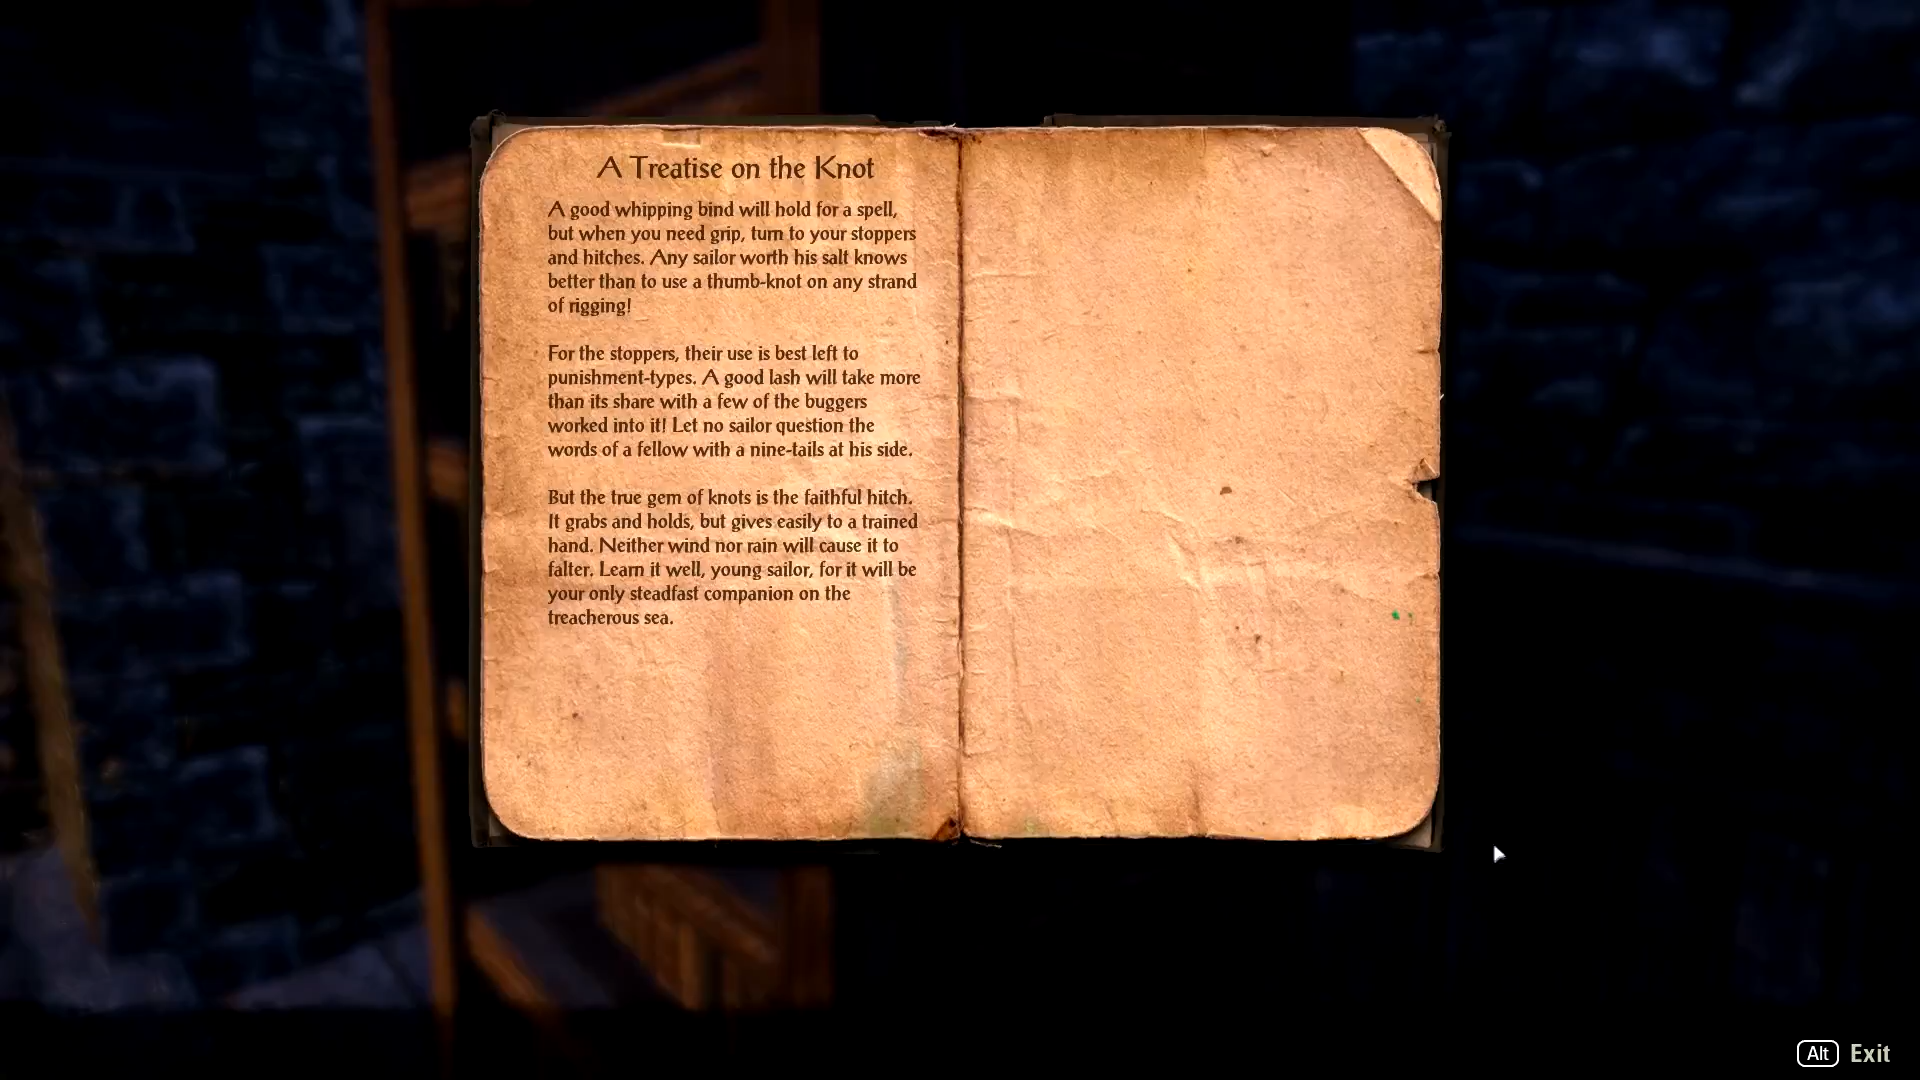 A Treatise on the Knot
A good whipping bind will hold for a spell,
but when you need grip, turn to your stoppers
and hitches. Any sailor worth his salt knows
better than to use a thumb-knot on any strand
of rigging!
For the stoppers, their use is best left to
punishment-types. A good lash will take more
than its share with a few of the buggers
worked into it! Let no sailor question the
words of a fellow with a nine-tails at his side.
But the true gem of knots is the faithful hitch.
It grabs and holds, but gives easily to a trained
hand. Neither wind nor rain will cause it to
falter. Learn it well, young sailor, for it will be
your only steadfast companion on the
treacherous sea.
Alt Exit